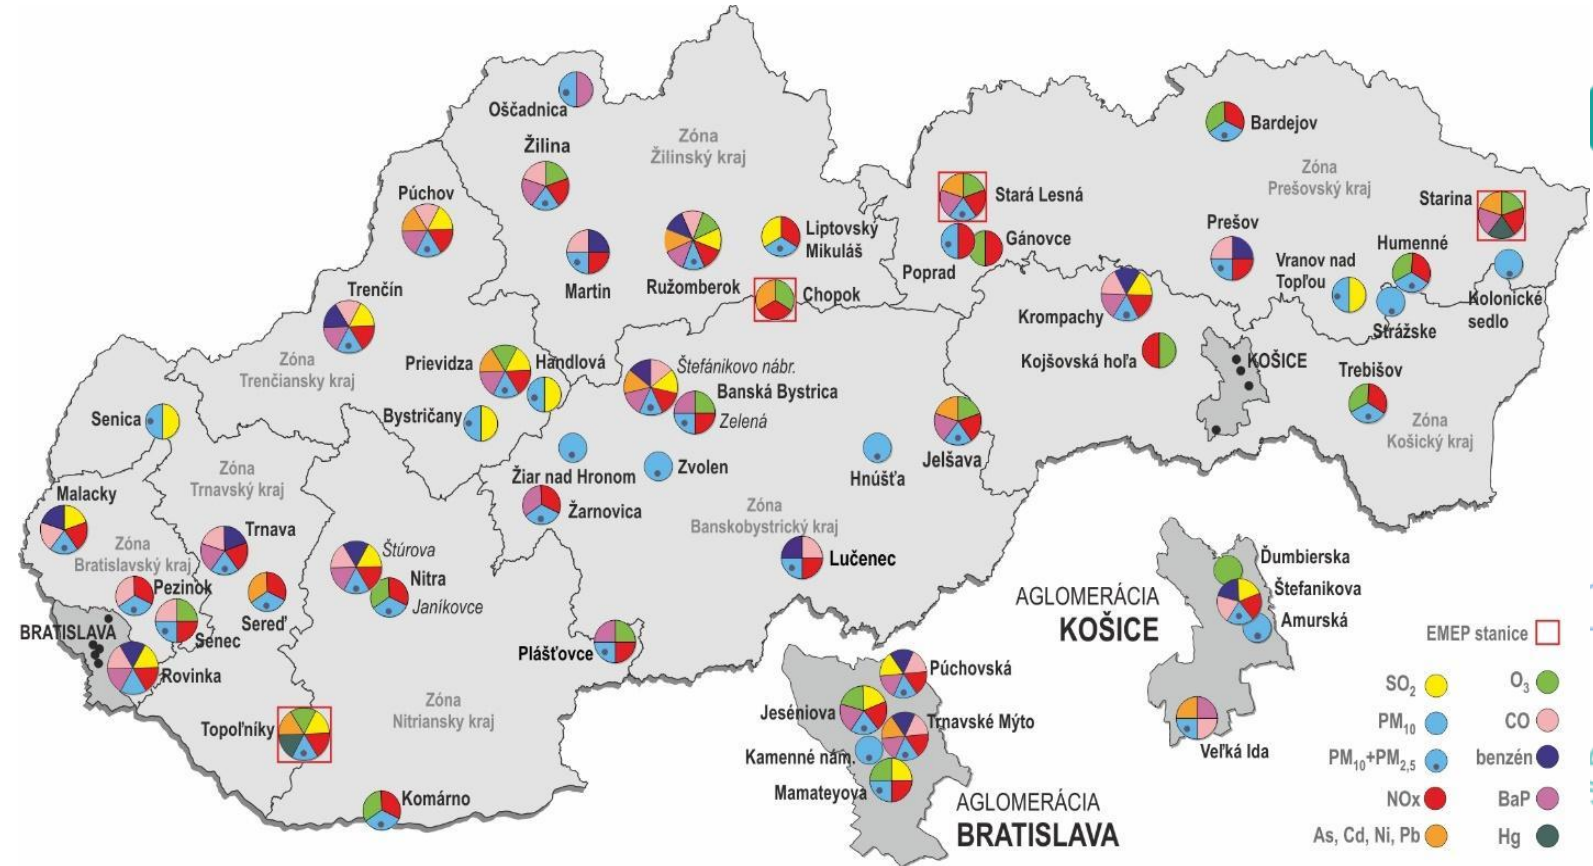 Oščadnica
Žilina
Zóna
Žilinský kraj
Púchov
Martin
Ružomberok
Liptovský
Mikuláš
Chopok
Stará Lesná
Gánovce
Poprad
Bardejov
Zóna
Prešovský kraj
Prešov
Starina
Humenné
Vranov nad
Topľou
Strážske
Kolonické
sedlo
Krompachy
Kojšovská hoľa
KOŠICE
Trebišov
Zóna
Košický kraj
Trenčín
Zóna
Trenčiansky kraj
Prievidza
Handlová
Bystričany
Štefánikovo nábr.
Banská Bystrica
Zelená
Senica
Zóna
Trnavský kraj
Žiar nad Hronom
Zvolen
Hnúšťa
Jelšava
Žarnovica
Zóna
Banskobystrický kraj
Lučenec
Malacky
Zóna
Bratislavský kraj
Pezinok
Trnava
Sereď
Senec
BRATISLAVA
Rovinka
Štúrova
Nitra
Janíkovce
Plášťovce
Topoľníky
Zóna
Nitriansky kraj
Komárno
Púchovská
Jeséniova
Trnavské Mýto
Kamenné nám.
Mamateyova
AGLOMERÁCIA
BRATISLAVA
AGLOMERÁCIA
KOŠICE
Ďumbierska
Štefanikova
Amurská
Veľká Ida
EMEP stanice
SO2
O3
PM10
CO
PM10+PM2,5
benzén
NOx
BaP
As, Cd, Ni, Pb
Hg